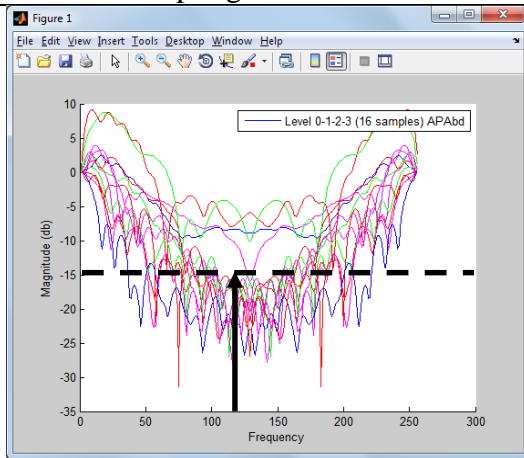 Figure 1
File Edit View Insert Tools Desktop Window Help
Level 0-1-2-3 (16 samples) APAbd
Magnitude (db)
10
5
0
-5
-10
-15
-20
-25
-30
-35
0 50 100 150 200 250 300
Frequency